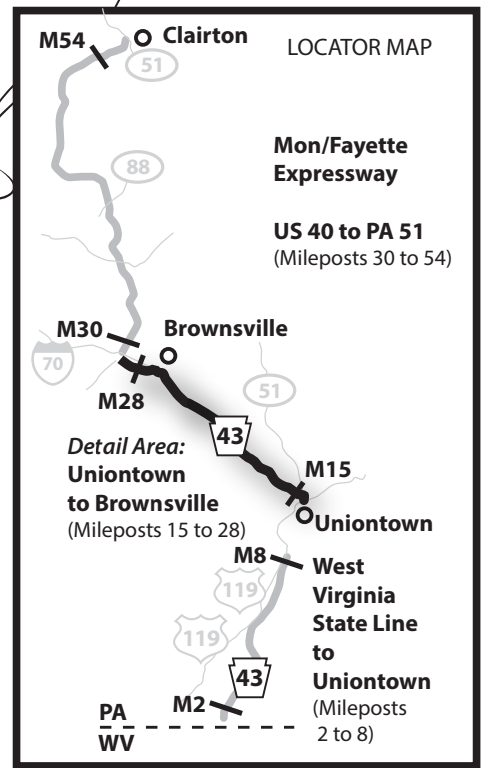 M54
Clairton
51
LOCATOR MAP
88
Mon/Fayette
Expressway
US 40 to PA 51
(Mileposts 30 to 54)
M30
Brownsville
70
M28
51
43
Detail Area:
Uniontown
to Brownsville
(Mileposts 15 to 28)
M15
Uniontown
M8
West
Virginia
State Line
to
Uniontown
(Mileposts
2 to 8)
119
119
43
M2
PA
WV